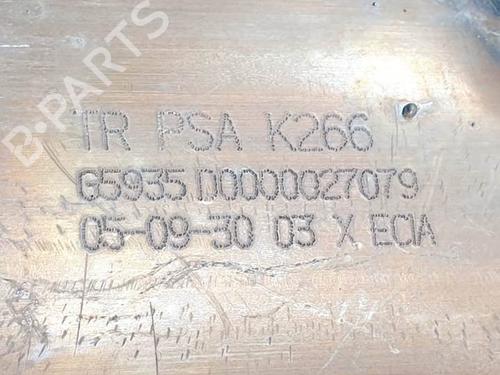 B-PARTS
TR PSA K266
G5935 D0000027079
05-09-30 03 X ECIA